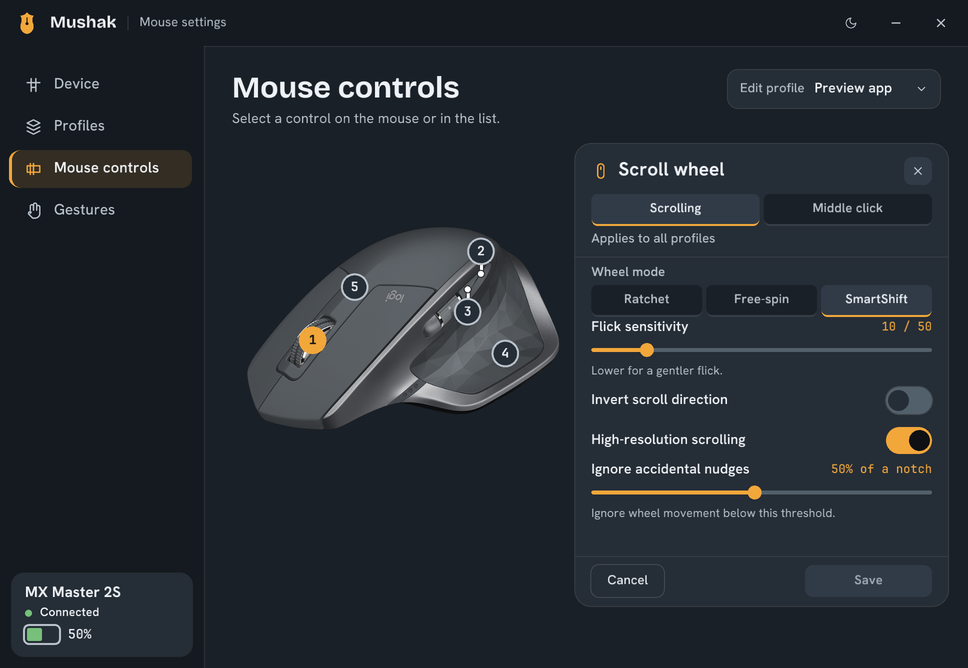 Mushak
Mouse settings
Device
Profiles
Mouse controls
Gestures
MX Master 2S
Connected
50%
Mouse controls
Select a control on the mouse or in the list.
Edit profile Preview app
2
5
logi
3
1
4
Scroll wheel
Scrolling
Middle click
Applies to all profiles
Wheel mode
Ratchet
Free-spin
SmartShift
Flick sensitivity 10 / 50
Lower for a gentler flick.
Invert scroll direction
High-resolution scrolling
Ignore accidental nudges 50% of a notch
Ignore wheel movement below this threshold.
Cancel
Save